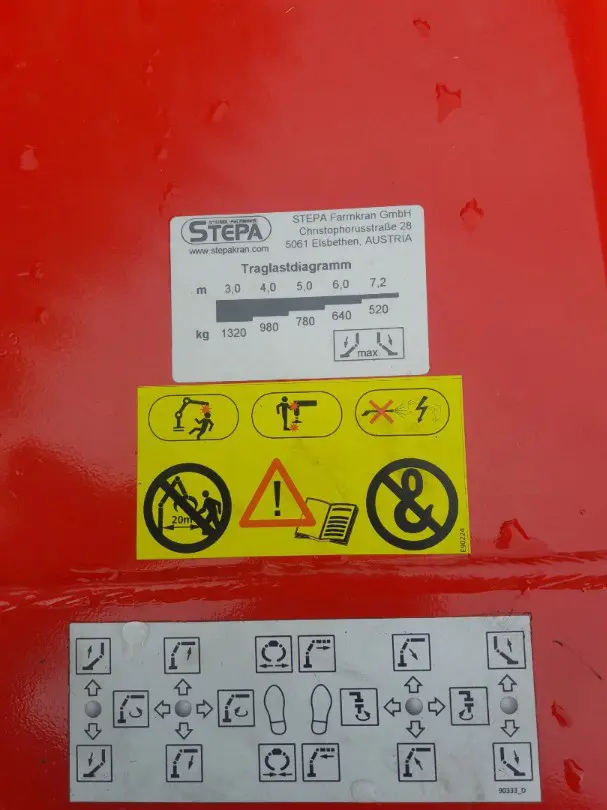 STEPA
www.stepakran.com
STEPA Farmkran GmbH
Christophorusstraße 28
5061 Elsbethen, AUSTRIA
Traglastdiagramm
m 3,0 4,0 5,0 6,0 7,2
kg 1320 980 780 640 520
max.
20m
!
&
E90224
90333_D